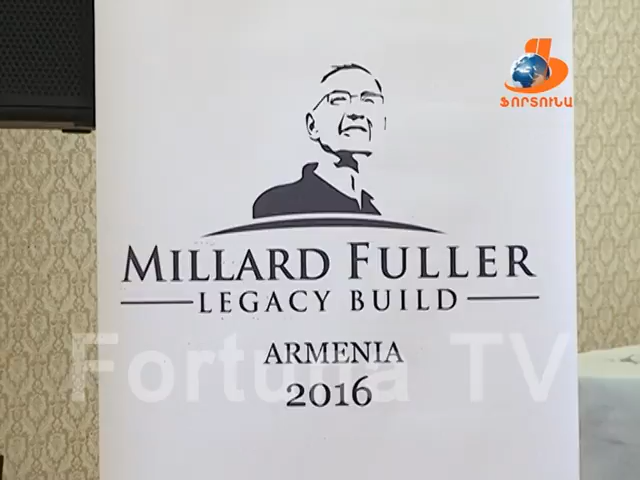 ՖՈՐՏՈՒՆԱ
MILLARD FULLER
LEGACY BUILD
ARMENIA
2016
Fortuna TV